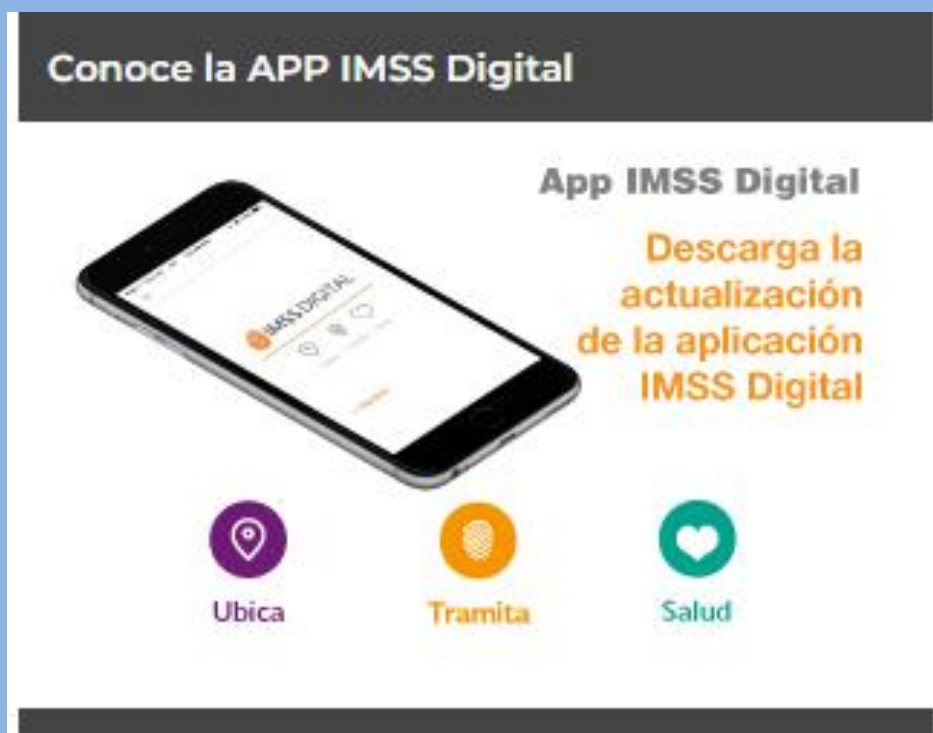 Conoce la APP IMSS Digital
App IMSS Digital
Descarga la
actualización
de la aplicación
IMSS Digital
IMSS DIGITAL
Ubica
Tramita
Salud